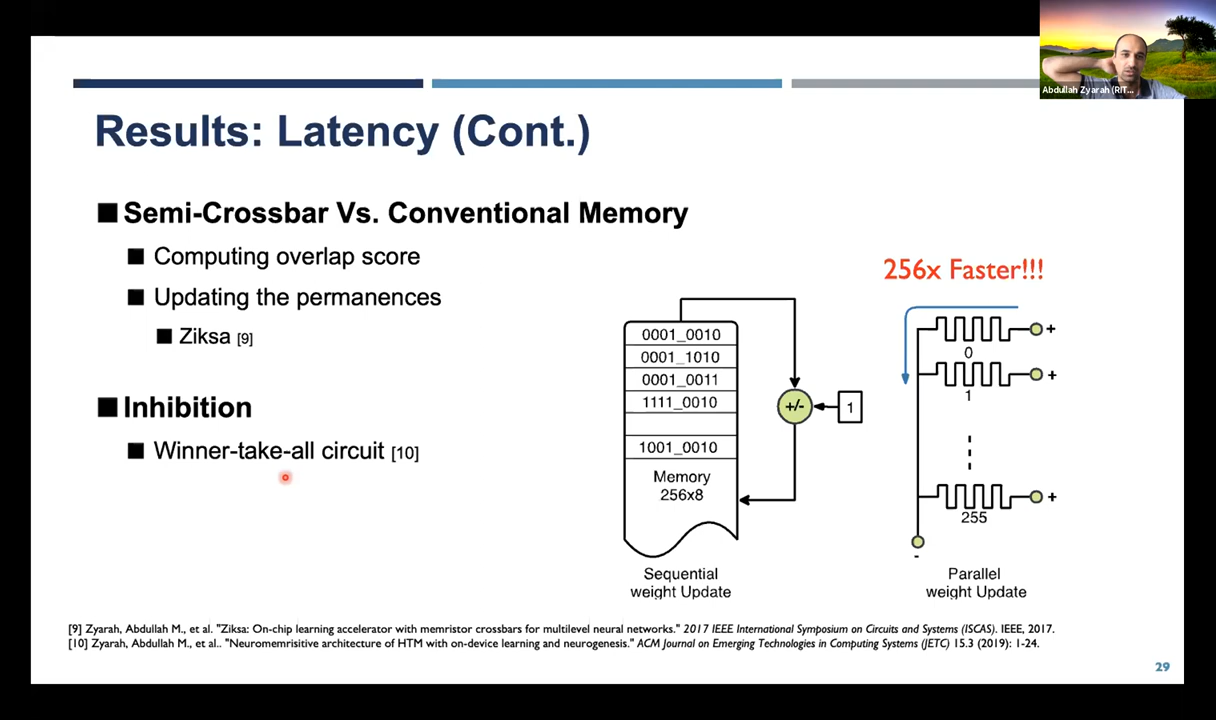 Abdullah Zyarah (RIT...
Results: Latency (Cont.)
Semi-Crossbar Vs. Conventional Memory
Computing overlap score
Updating the permanences
Ziksa [9]
Inhibition
Winner-take-all circuit [10]
256x Faster!!!
0001_0010
0001_1010
0001_0011
1111_0010
1001_0010
Memory
256x8
+/-
1
Sequential
weight Update
+
0
+
1
+
255
-
Parallel
weight Update
[9] Zyarah, Abdullah M., et al. "Ziksa: On-chip learning accelerator with memristor crossbars for multilevel neural networks." 2017 IEEE International Symposium on Circuits and Systems (ISCAS). IEEE, 2017.
[10] Zyarah, Abdullah M., et al.. "Neuromemrisitive architecture of HTM with on-device learning and neurogenesis." ACM Journal on Emerging Technologies in Computing Systems (JETC) 15.3 (2019): 1-24.
29